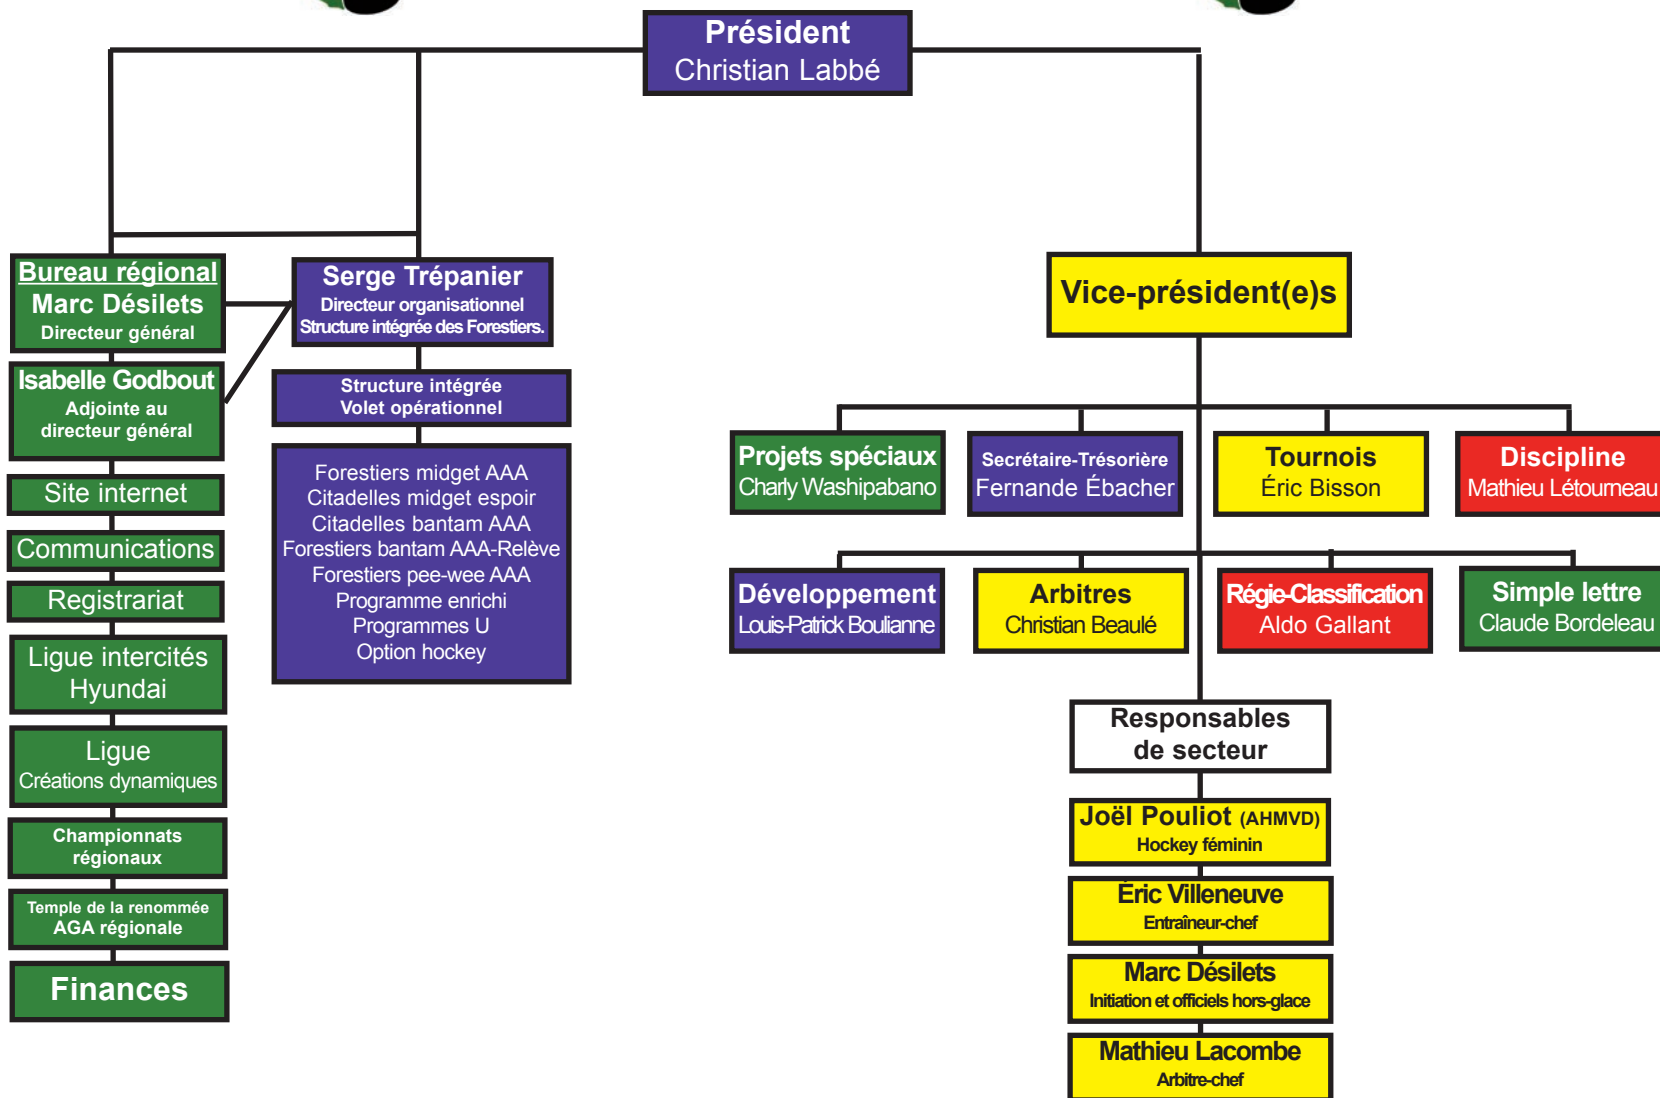 Président
Christian Labbé
Bureau régional
Marc Désilets
Directeur général
Isabelle Godbout
Adjointe au
directeur général
Site internet
Communications
Registrariat
Ligue intercités
Hyundai
Ligue
Créations dynamiques
Championnats
régionaux
Temple de la renommée
AGA régionale
Finances
Serge Trépanier
Directeur organisationnel
Structure intégrée des Forestiers.
Structure intégrée
Volet opérationnel
Forestiers midget AAA
Citadelles midget espoir
Citadelles bantam AAA
Forestiers bantam AAA-Relève
Forestiers pee-wee AAA
Programme enrichi
Programmes U
Option hockey
Vice-président(e)s
Projets spéciaux
Charly Washipabano
Secrétaire-Trésorière
Fernande Ébacher
Tournois
Éric Bisson
Discipline
Mathieu Létourneau
Développement
Louis-Patrick Boulianne
Arbitres
Christian Beaulé
Régie-Classification
Aldo Gallant
Simple lettre
Claude Bordeleau
Responsables
de secteur
Joël Pouliot (AHMVD)
Hockey féminin
Éric Villeneuve
Entraîneur-chef
Marc Désilets
Initiation et officiels hors-glace
Mathieu Lacombe
Arbitre-chef